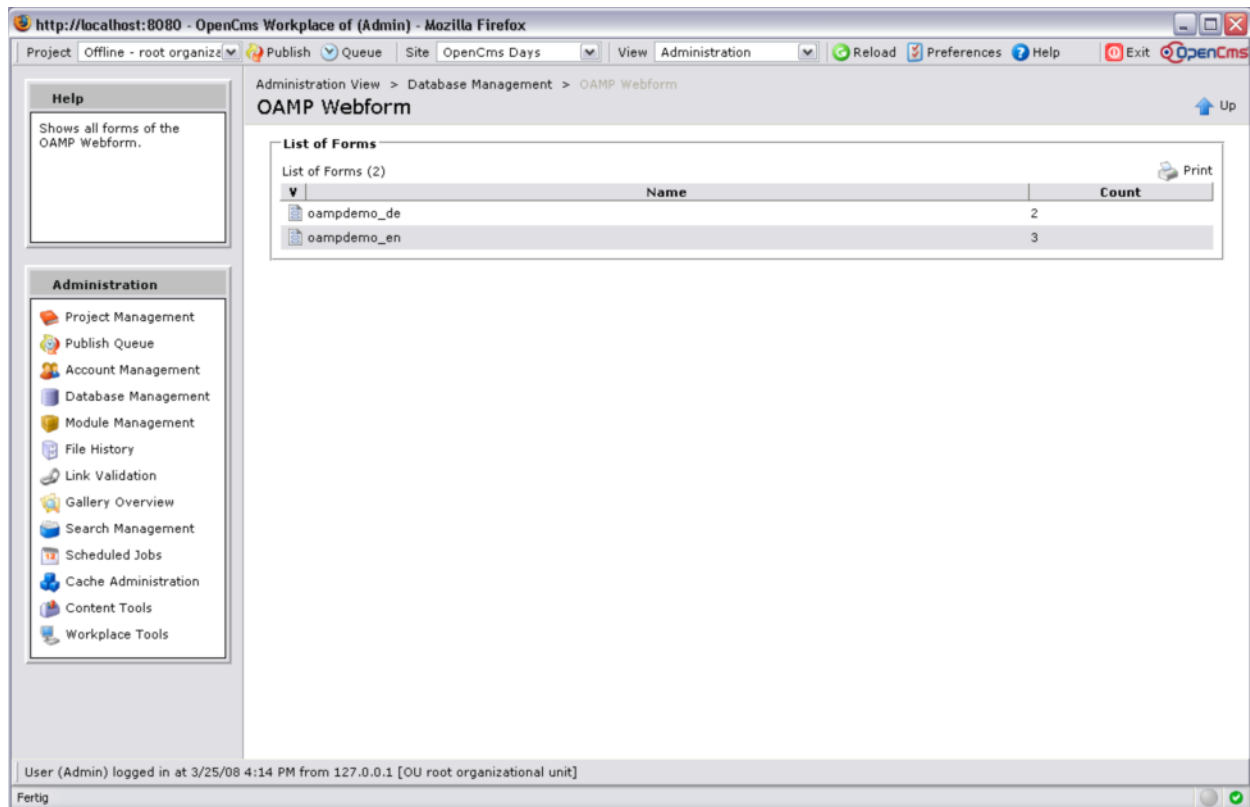 http://localhost:8080 - OpenCms Workplace of (Admin) - Mozilla Firefox
Project Offline - root organiza Publish Queue Site OpenCms Days View Administration Reload Preferences Help Exit OpenCms
Help
Shows all forms of the
OAMP Webform.
Administration
Project Management
Publish Queue
Account Management
Database Management
Module Management
File History
Link Validation
Gallery Overview
Search Management
Scheduled Jobs
Cache Administration
Content Tools
Workplace Tools
Administration View > Database Management > OAMP Webform
OAMP Webform
Up
List of Forms
List of Forms (2) Print
V Name Count
oampdemo_de 2
oampdemo_en 3
User (Admin) logged in at 3/25/08 4:14 PM from 127.0.0.1 [OU root organizational unit]
Fertig